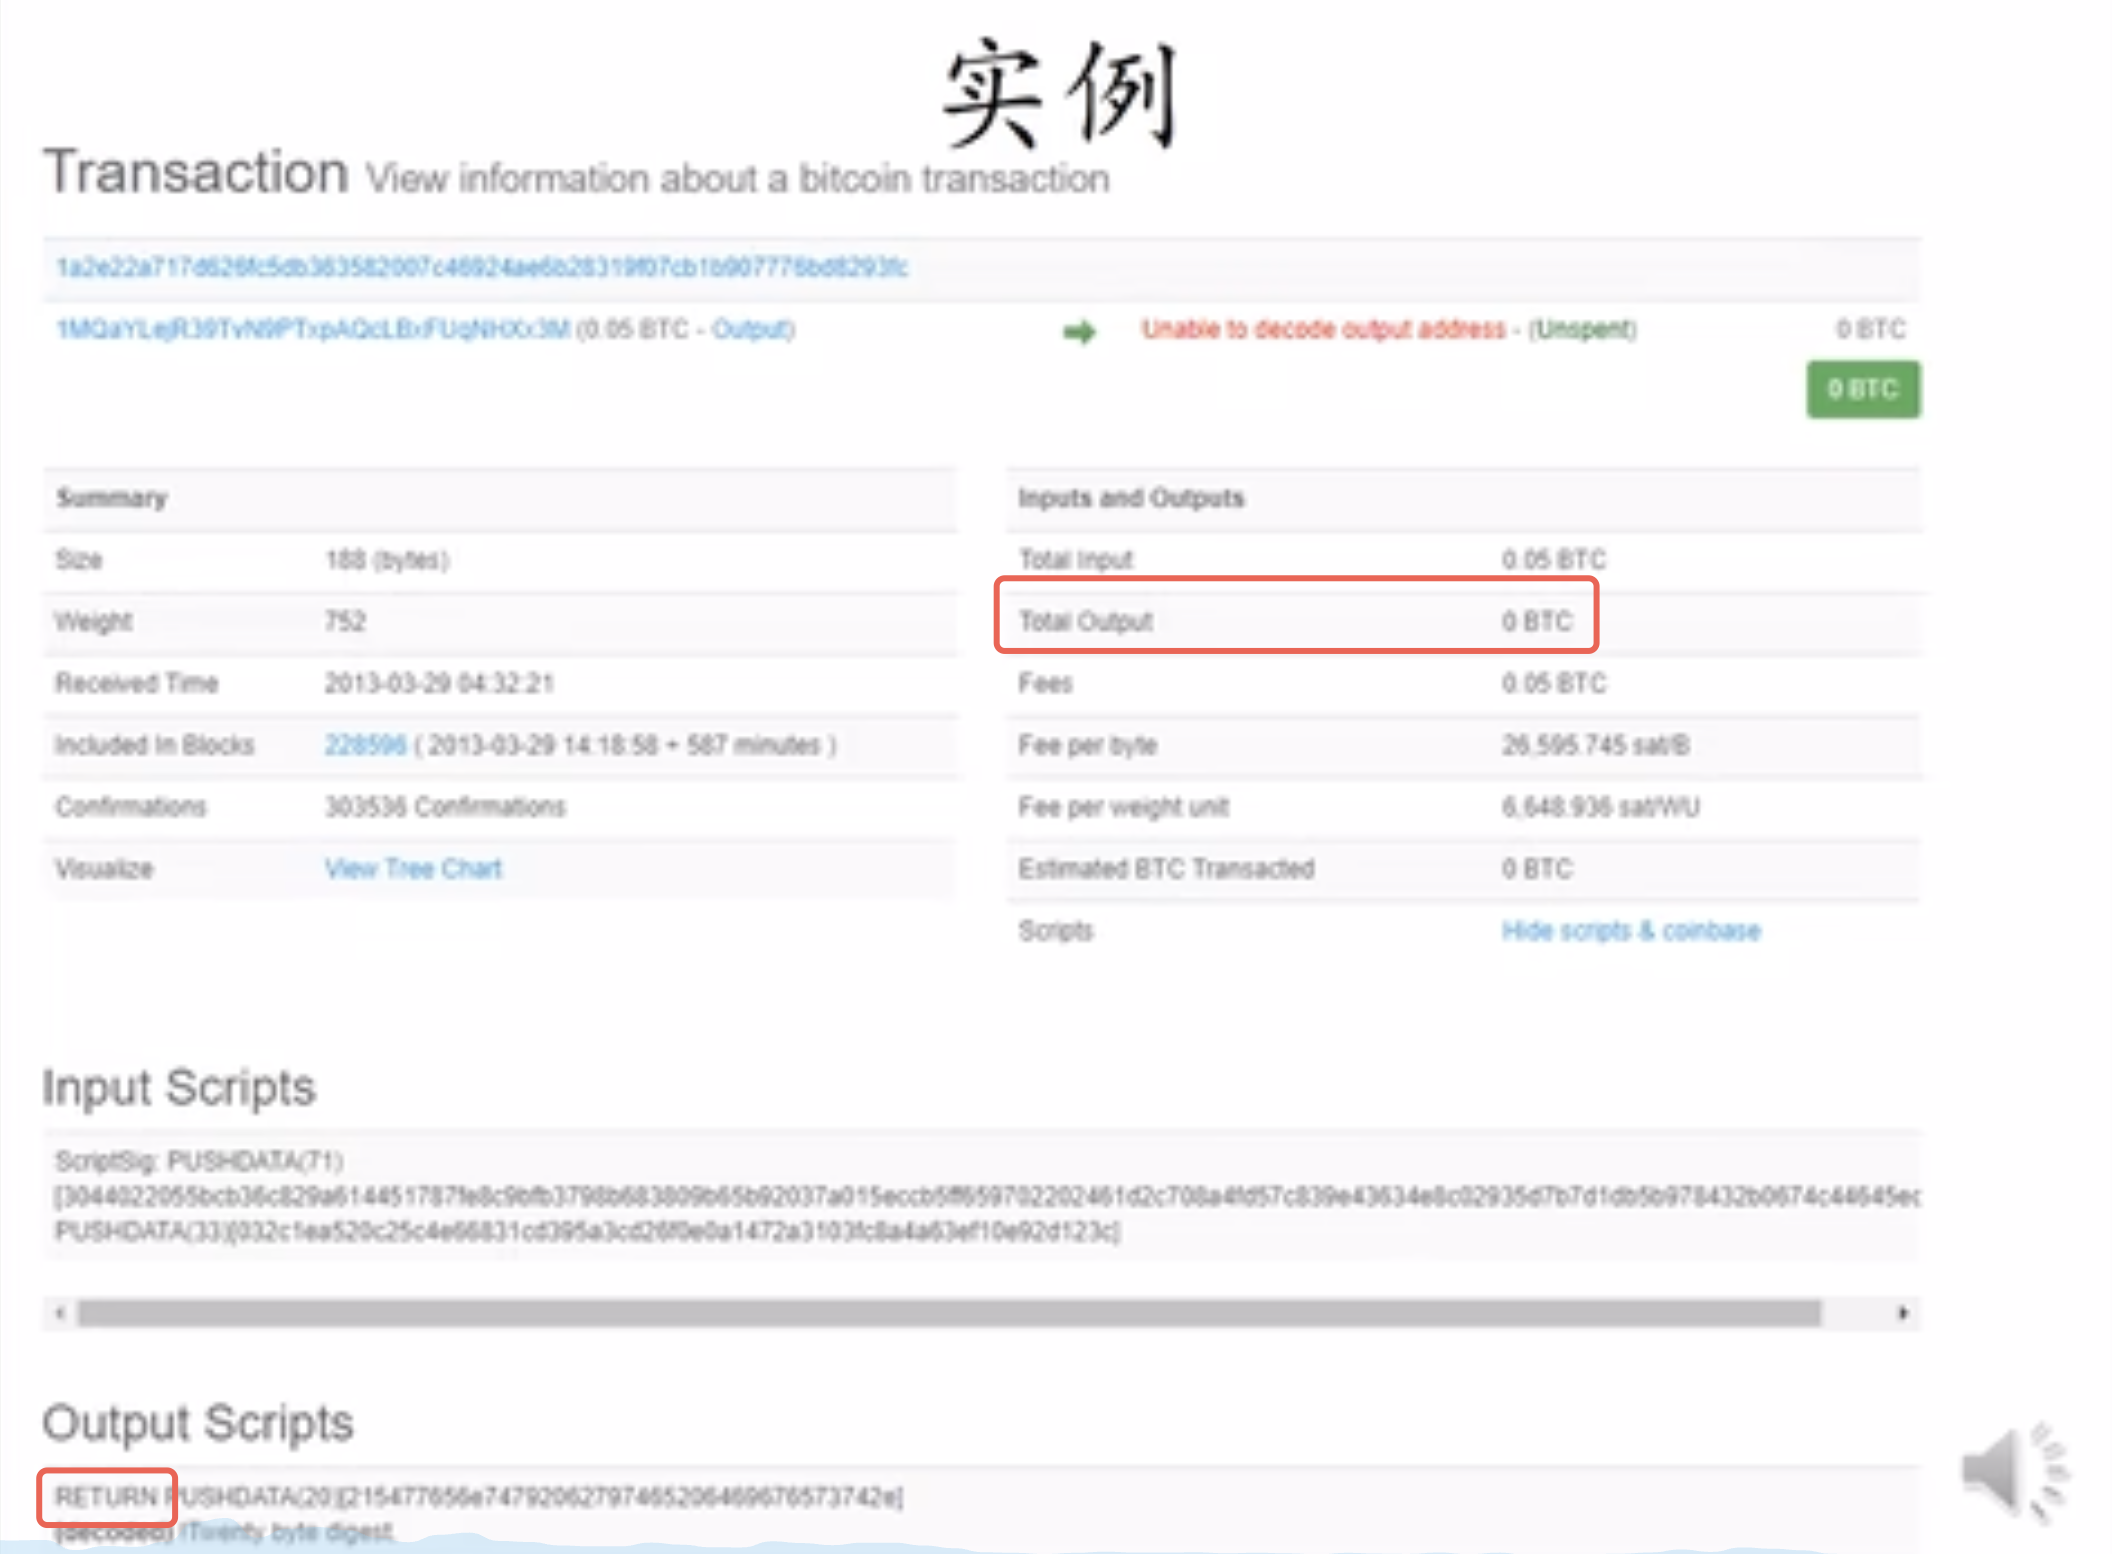 实例
Transaction View information about a bitcoin transaction
1a2e22a717d626fc5db363582007c46924ae6b28319f07cb1b907776bd8293fc
(0.05 BTC - Output)
Unable to decode output address - (Unspent) 0 BTC
0 BTC
Summary
Size 188 (bytes)
Weight 752
Received Time 2013-03-29 04:32:21
Included In Blocks 228596 ( 2013-03-29 14:18:58 + 587 minutes )
Confirmations 303536 Confirmations
Visualize View Tree Chart
Inputs and Outputs
Total Input 0.05 BTC
Total Output 0 BTC
Fees 0.05 BTC
Fee per byte 26,595.745 sat/B
Fee per weight unit 6,648.936 sat/WU
Estimated BTC Transacted 0 BTC
Scripts Hide scripts & coinbase
Input Scripts
ScriptSig: PUSHDATA(71)
PUSHDATA(33)[032c1ea520c25c4e66831cd395a3cd26f0e0a1472a3103fc8a4a63ef10e92d123c]
Output Scripts
RETURN PUSHDATA(20)[215477656e74792062797465206469676573742e]
(decoded) !Twenty byte digest.